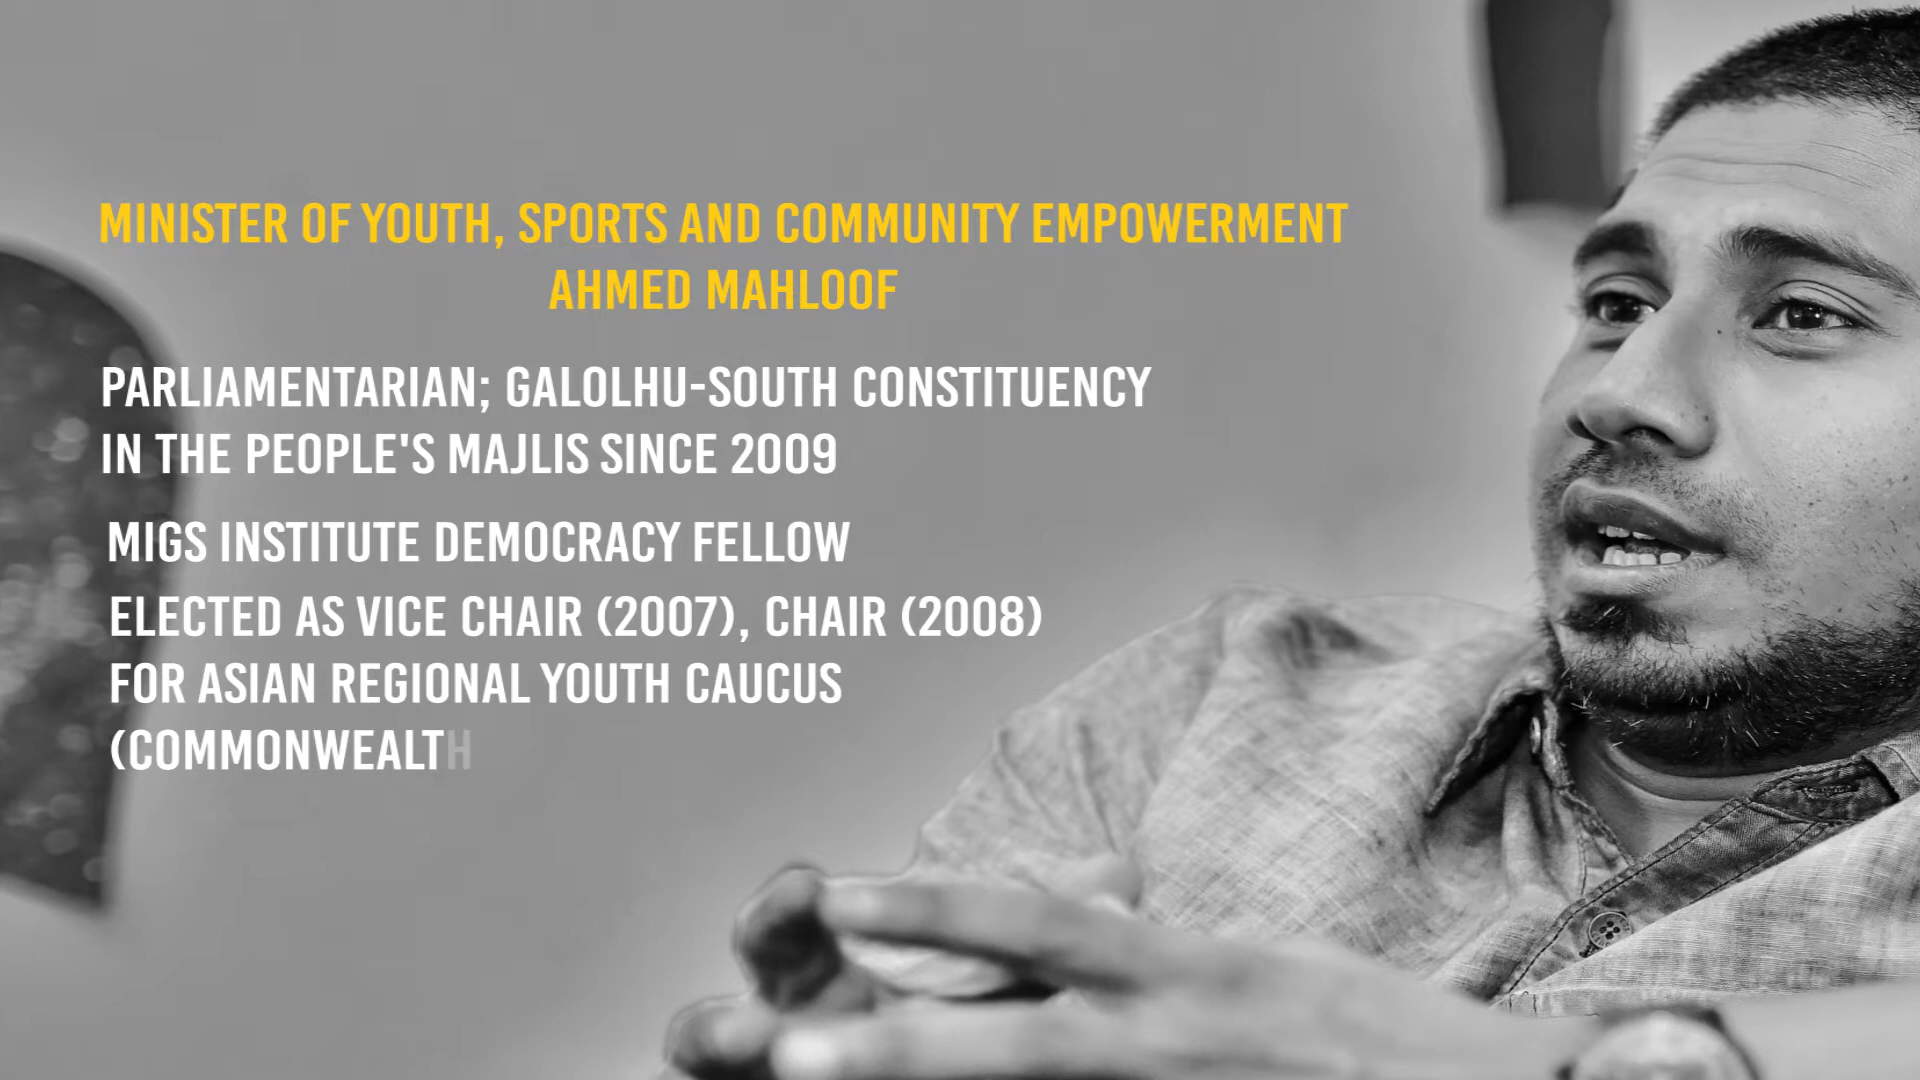 MINISTER OF YOUTH, SPORTS AND COMMUNITY EMPOWERMENT
AHMED MAHLOOF
PARLIAMENTARIAN; GALOLHU-SOUTH CONSTITUENCY
IN THE PEOPLE'S MAJLIS SINCE 2009
MIGS INSTITUTE DEMOCRACY FELLOW
ELECTED AS VICE CHAIR (2007), CHAIR (2008)
FOR ASIAN REGIONAL YOUTH CAUCUS
(COMMONWEALTH